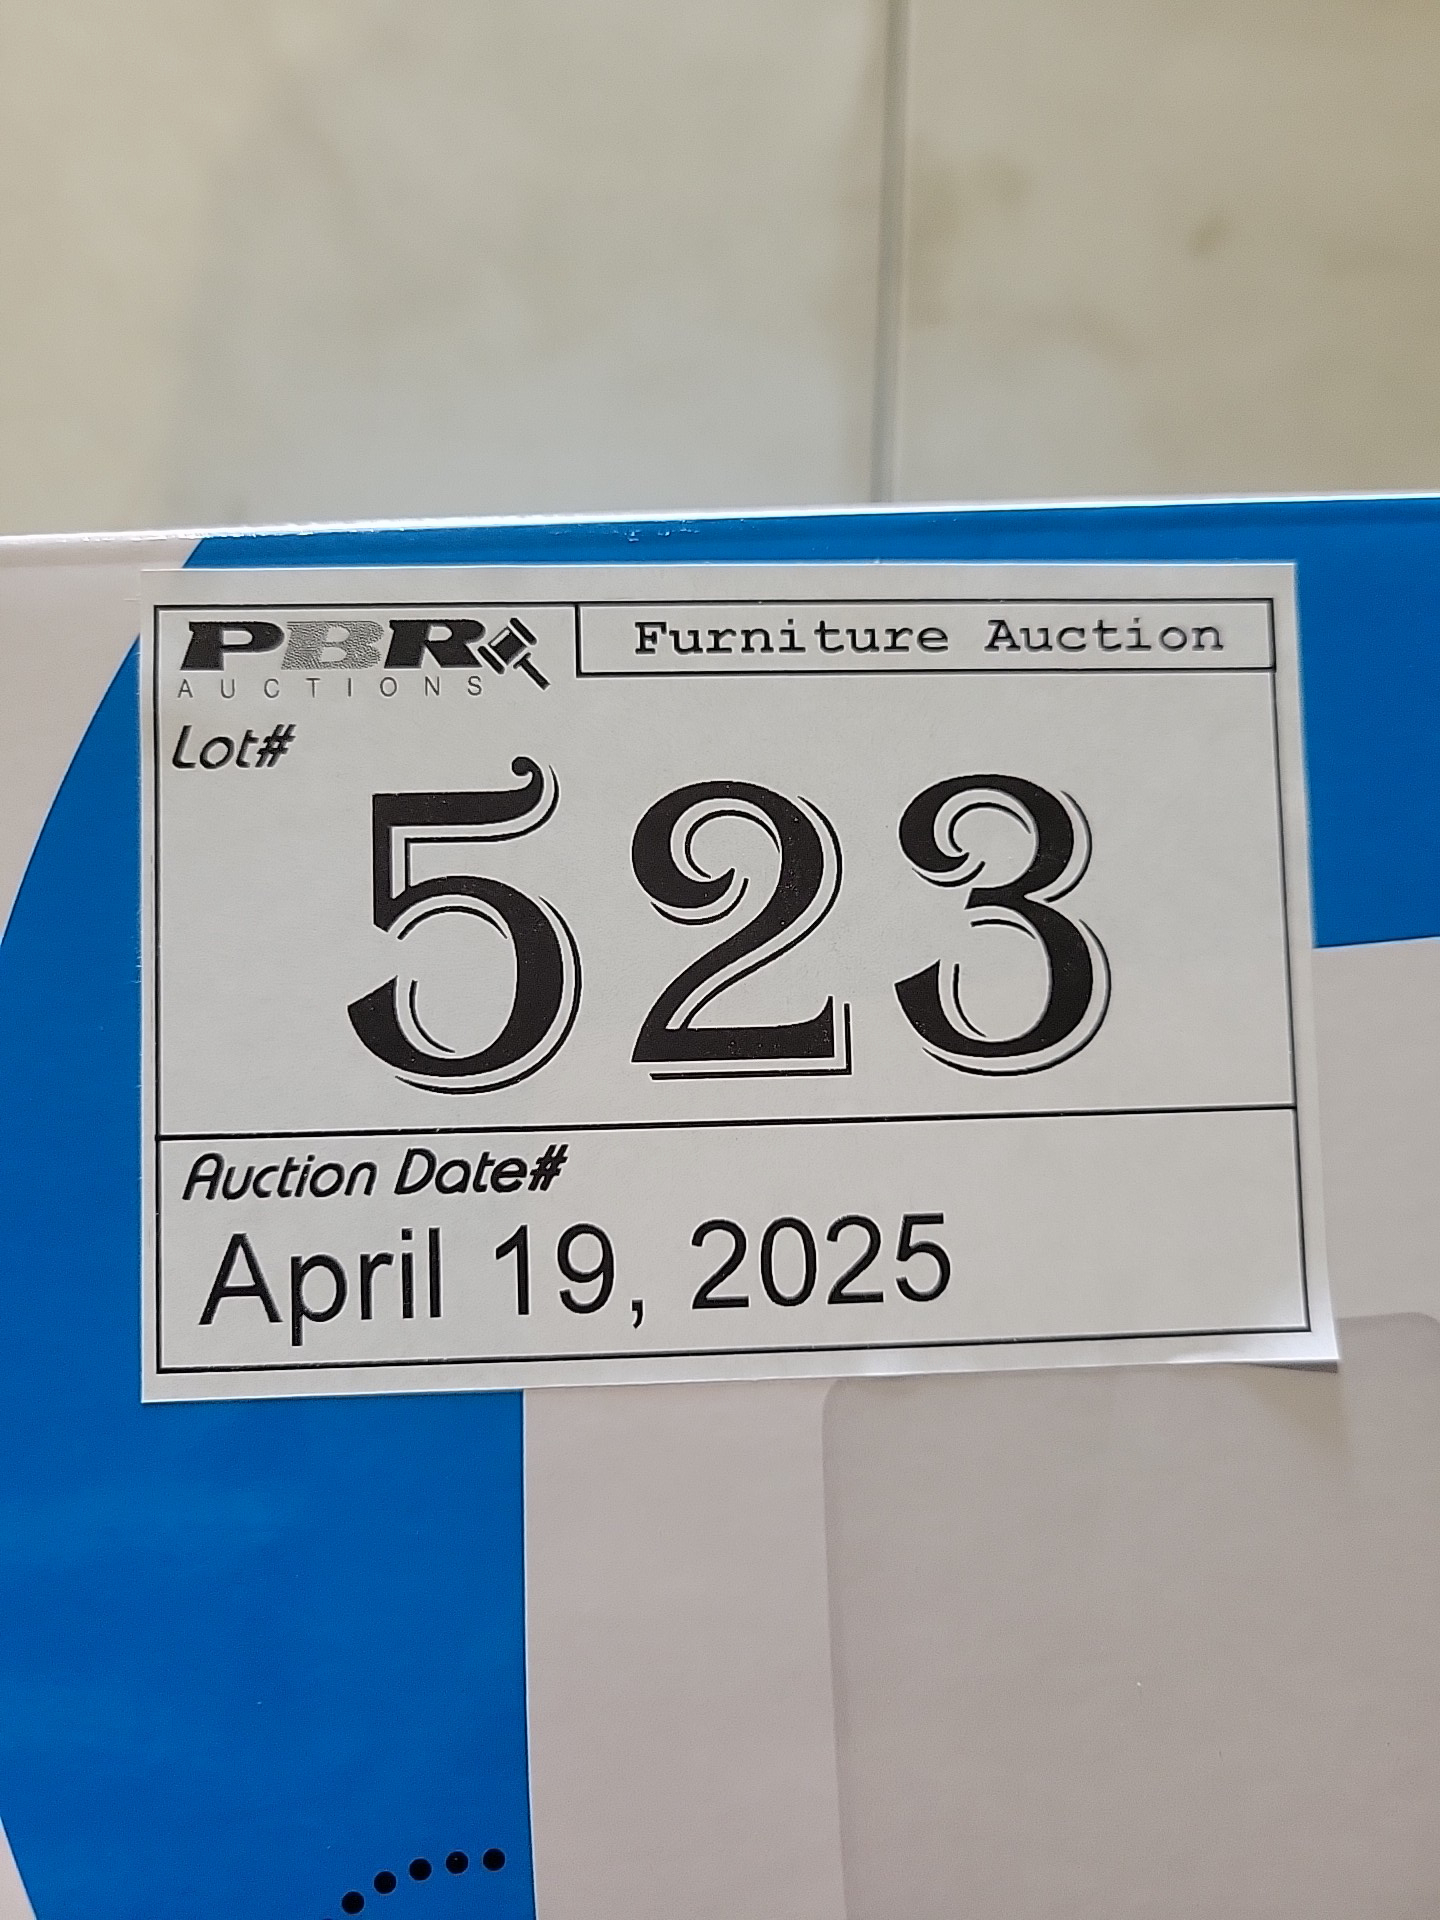 PBR
AUCTIONS
Furniture Auction
Lot#
523
Auction Date#
April 19, 2025